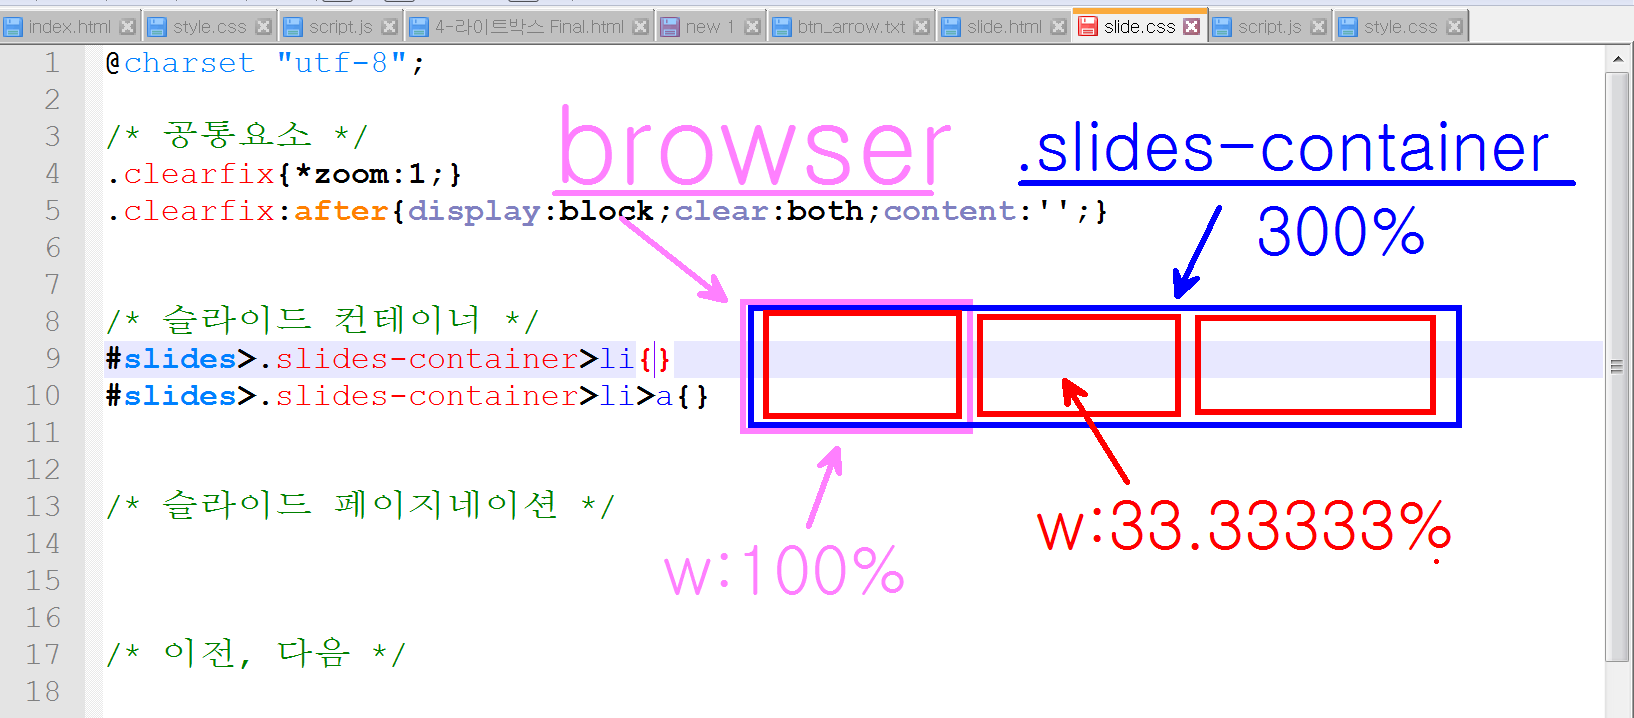 index.html style.css script.js 4-라이트박스 Final.html new 1 btn_arrow.txt slide.html slide.css script.js style.css
1 @charset "utf-8";
2
3 /* 공통요소 */
4 .clearfix{*zoom:1;}
5 .clearfix:after{display:block;clear:both;content:'';}
6
7
8 /* 슬라이드 컨테이너 */
9 #slides>.slides-container>li{}
10 #slides>.slides-container>li>a{}
11
12
13 /* 슬라이드 페이지네이션 */
14
15
16
17 /* 이전, 다음 */
18
browser
.slides-container
300%
w:100%
w:33.33333%